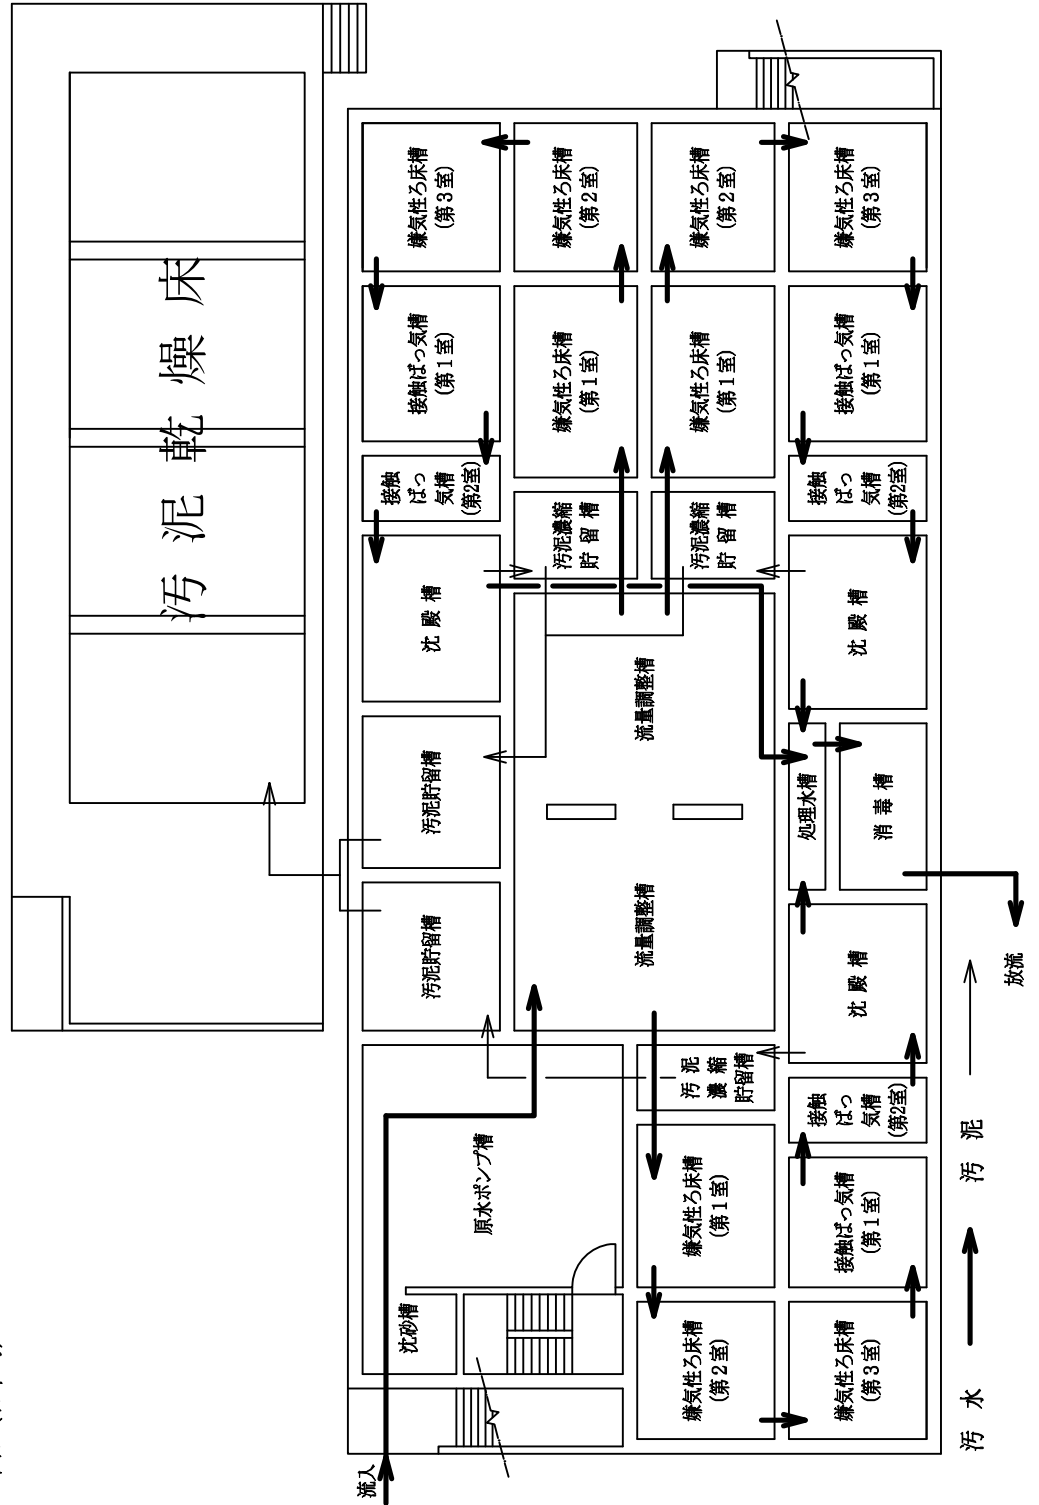 汚泥乾燥床
嫌気性ろ床槽
(第3室)
嫌気性ろ床槽
(第2室)
嫌気性ろ床槽
(第2室)
嫌気性ろ床槽
(第3室)
接触ばっ気槽
(第1室)
嫌気性ろ床槽
(第1室)
嫌気性ろ床槽
(第1室)
接触ばっ気槽
(第1室)
接触
ばっ
気槽
(第2室)
汚泥濃縮
貯留槽
汚泥濃縮
貯留槽
接触
ばっ
気槽
(第2室)
沈殿槽
流量調整槽
沈殿槽
汚泥貯留槽
処理水槽
消毒槽
汚泥貯留槽
流量調整槽
沈殿槽
放流
原水ポンプ槽
汚泥
濃縮
貯留槽
接触
ばっ
気槽
(第2室)
嫌気性ろ床槽
(第1室)
接触ばっ気槽
(第1室)
沈砂槽
嫌気性ろ床槽
(第2室)
嫌気性ろ床槽
(第3室)
流入
汚水
汚泥